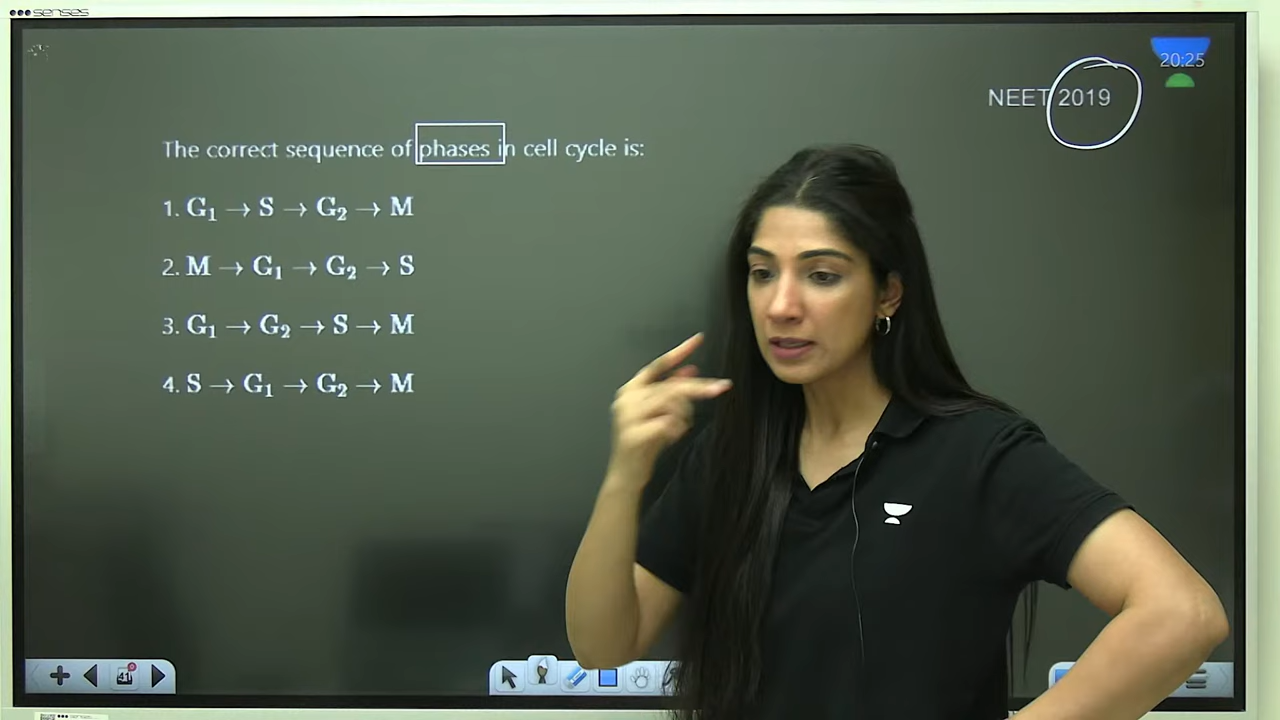 senses
20:25
NEET 2019
The correct sequence of phases in cell cycle is:
1. G₁ → S → G₂ → M
2. M → G₁ → G₂ → S
3. G₁ → G₂ → S → M
4. S → G₁ → G₂ → M
41